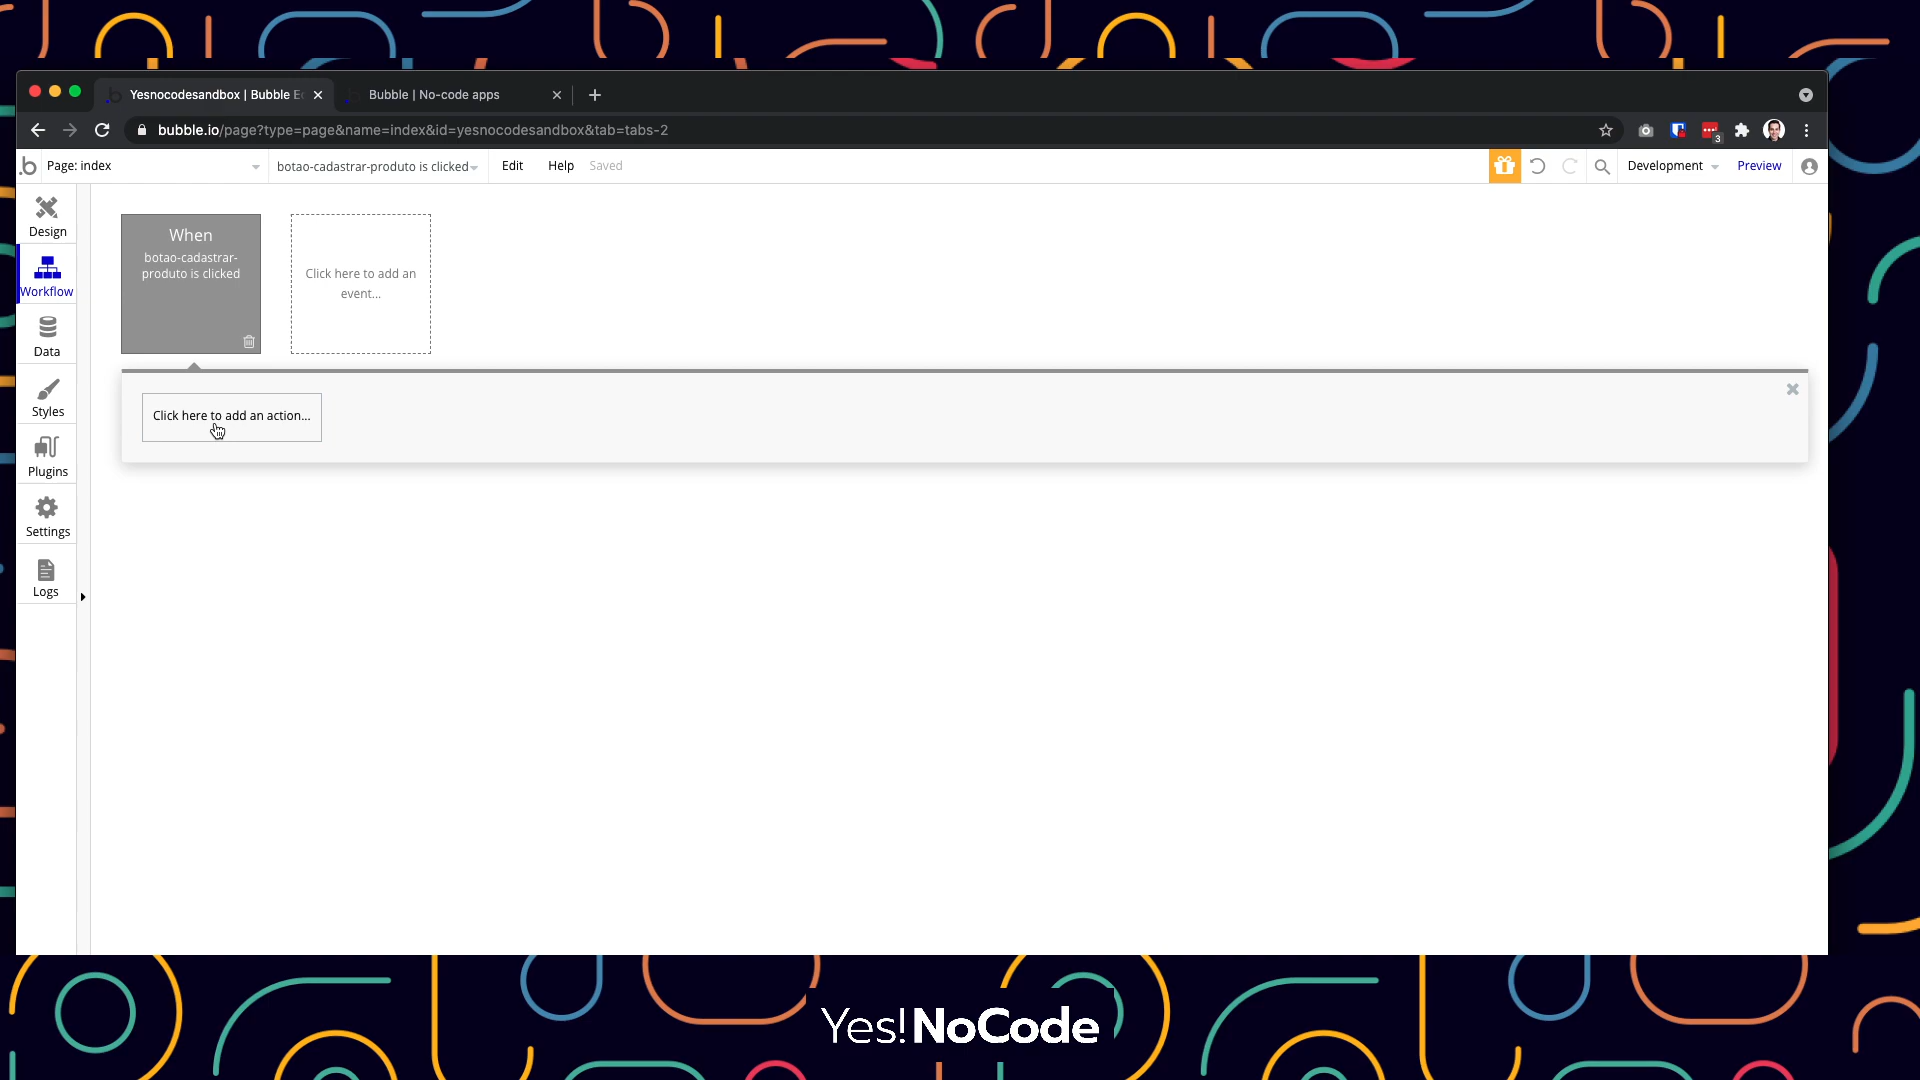 Yesnocodesandbox | Bubble E
Bubble | No-code apps
bubble.io/page?type=page&name=index&id=yesnocodesandbox&tab=tabs-2
3
Page: index
botao-cadastrar-produto is clicked
Edit
Help
Saved
Development
Preview
Design
Workflow
Data
Styles
Plugins
Settings
Logs
When
botao-cadastrar-
produto is clicked
Click here to add an
event...
Click here to add an action...
Yes!NoCode